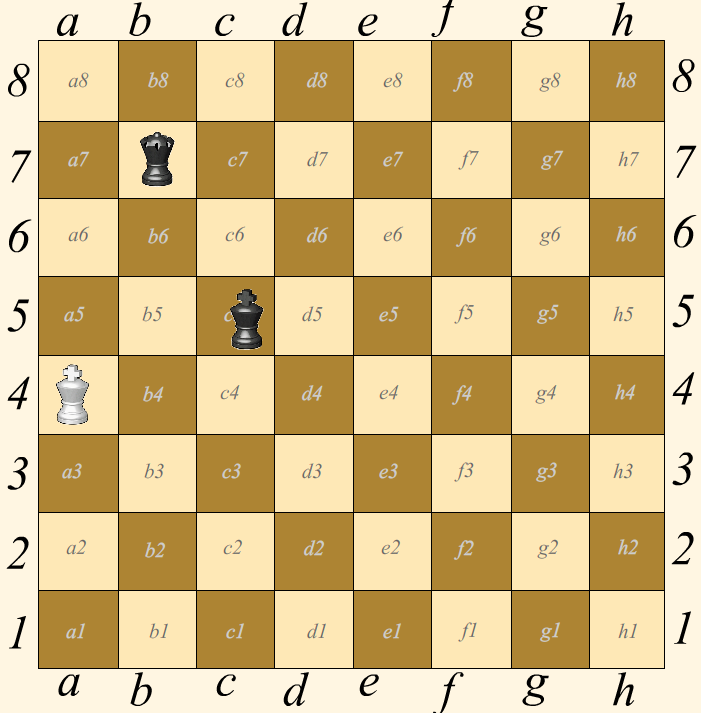 a b c d e f g h
8 a8 b8 c8 d8 e8 f8 g8 h8 8
7 a7 c7 d7 e7 f7 g7 h7 7
6 a6 b6 c6 d6 e6 f6 g6 h6 6
5 a5 b5 d5 e5 f5 g5 h5 5
4 b4 c4 d4 e4 f4 g4 h4 4
3 a3 b3 c3 d3 e3 f3 g3 h3 3
2 a2 b2 c2 d2 e2 f2 g2 h2 2
1 a1 b1 c1 d1 e1 f1 g1 h1 1
a b c d e f g h